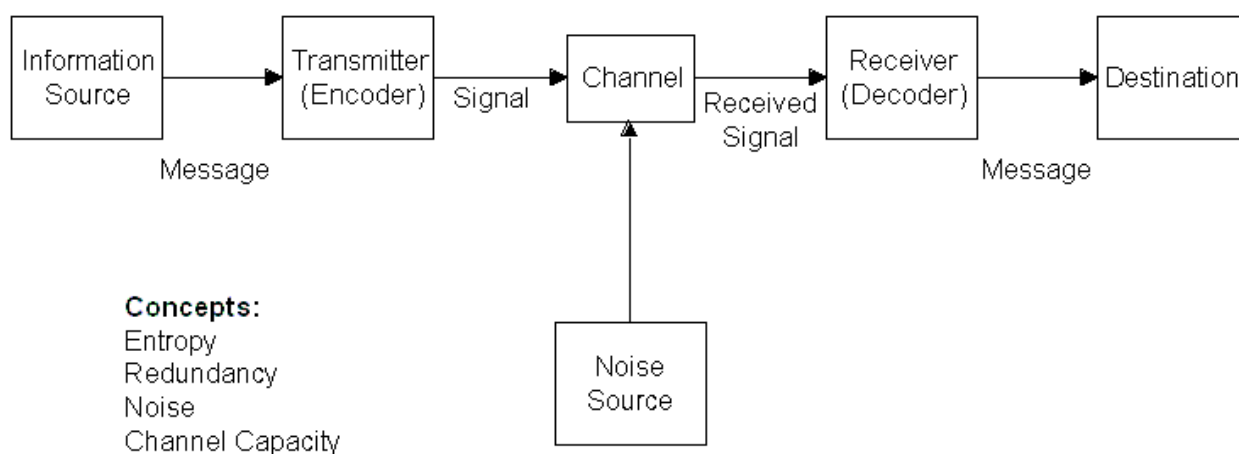 Information
Source
Transmitter
(Encoder)
Channel
Receiver
(Decoder)
Destination
Signal
Received
Signal
Message
Message
Concepts:
Entropy
Redundancy
Noise
Channel Capacity
Noise
Source